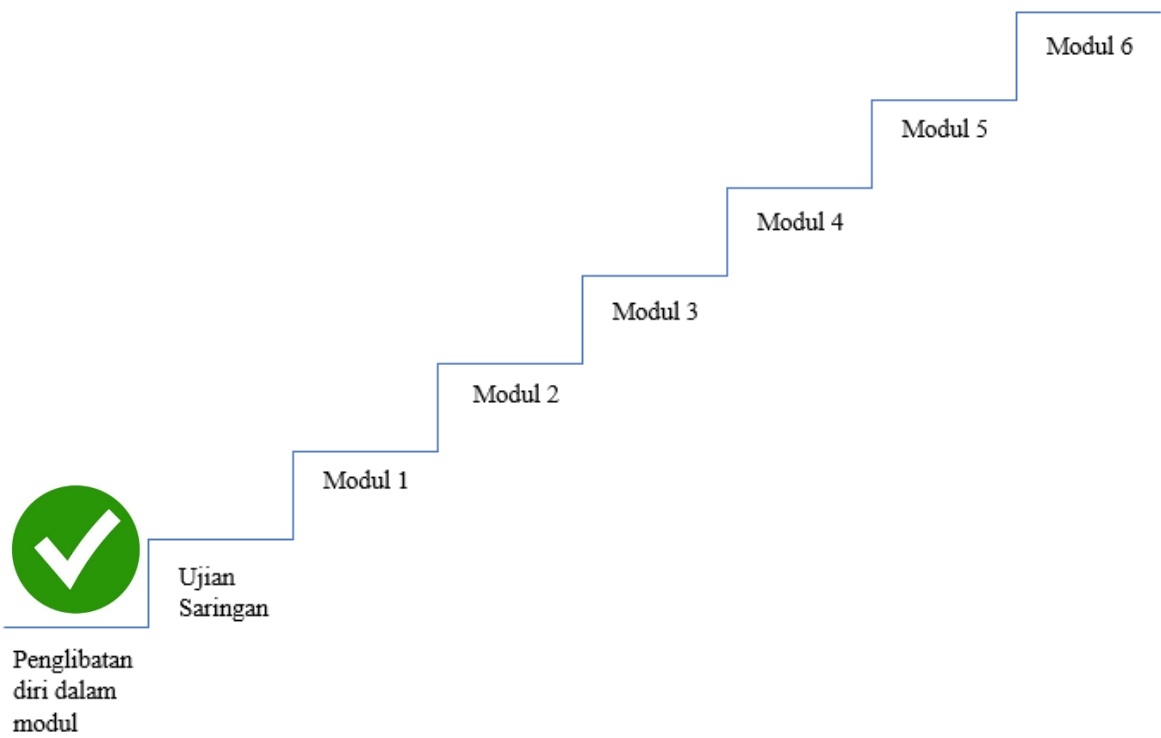 Modul 6
Modul 5
Modul 4
Modul 3
Modul 2
Modul 1
Ujian
Saringan
Penglibatan
diri dalam
modul